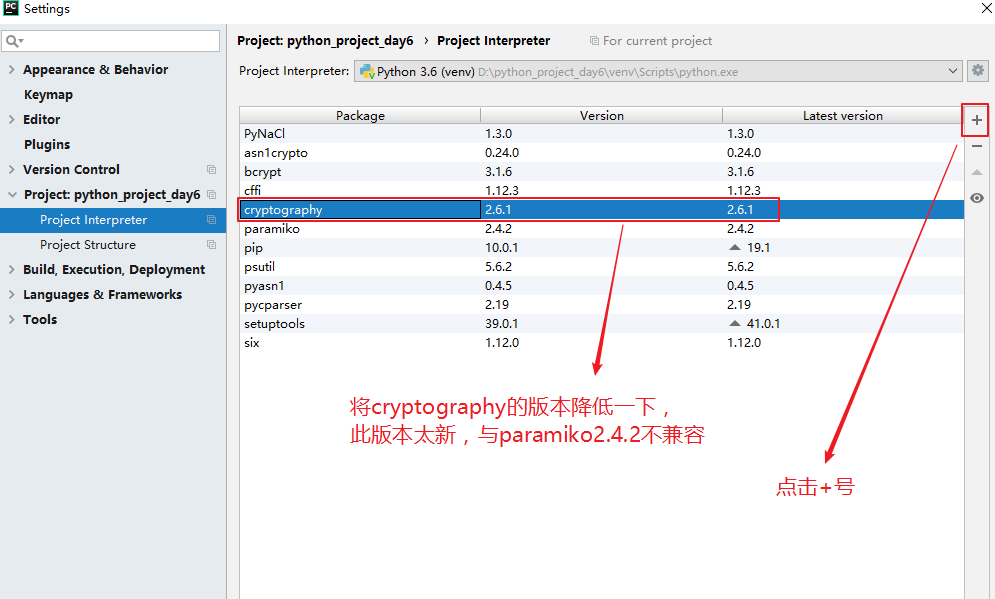 PC Settings
Project: python_project_day6 › Project Interpreter For current project
Project Interpreter: Python 3.6 (venv) D:\python_project_day6\venv\Scripts\python.exe
Appearance & Behavior
Keymap
Editor
Plugins
Version Control
Project: python_project_day6
Project Interpreter
Project Structure
Build, Execution, Deployment
Languages & Frameworks
Tools
Package Version Latest version
PyNaCl 1.3.0 1.3.0
asn1crypto 0.24.0 0.24.0
bcrypt 3.1.6 3.1.6
cffi 1.12.3 1.12.3
cryptography 2.6.1 2.6.1
paramiko 2.4.2 2.4.2
pip 10.0.1 19.1
psutil 5.6.2 5.6.2
pyasn1 0.4.5 0.4.5
pycparser 2.19 2.19
setuptools 39.0.1 41.0.1
six 1.12.0 1.12.0
将cryptography的版本降低一下，
此版本太新，与paramiko2.4.2不兼容
点击+号